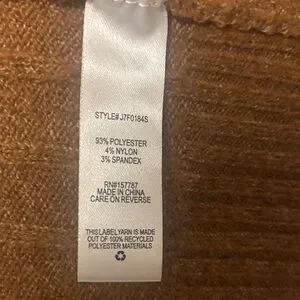 STYLE# J7F0184S
93% POLYESTER
4% NYLON
3% SPANDEX
RN#157787
MADE IN CHINA
CARE ON REVERSE
THIS LABEL YARN IS MADE
OUT OF 100% RECYCLED
POLYESTER MATERIALS